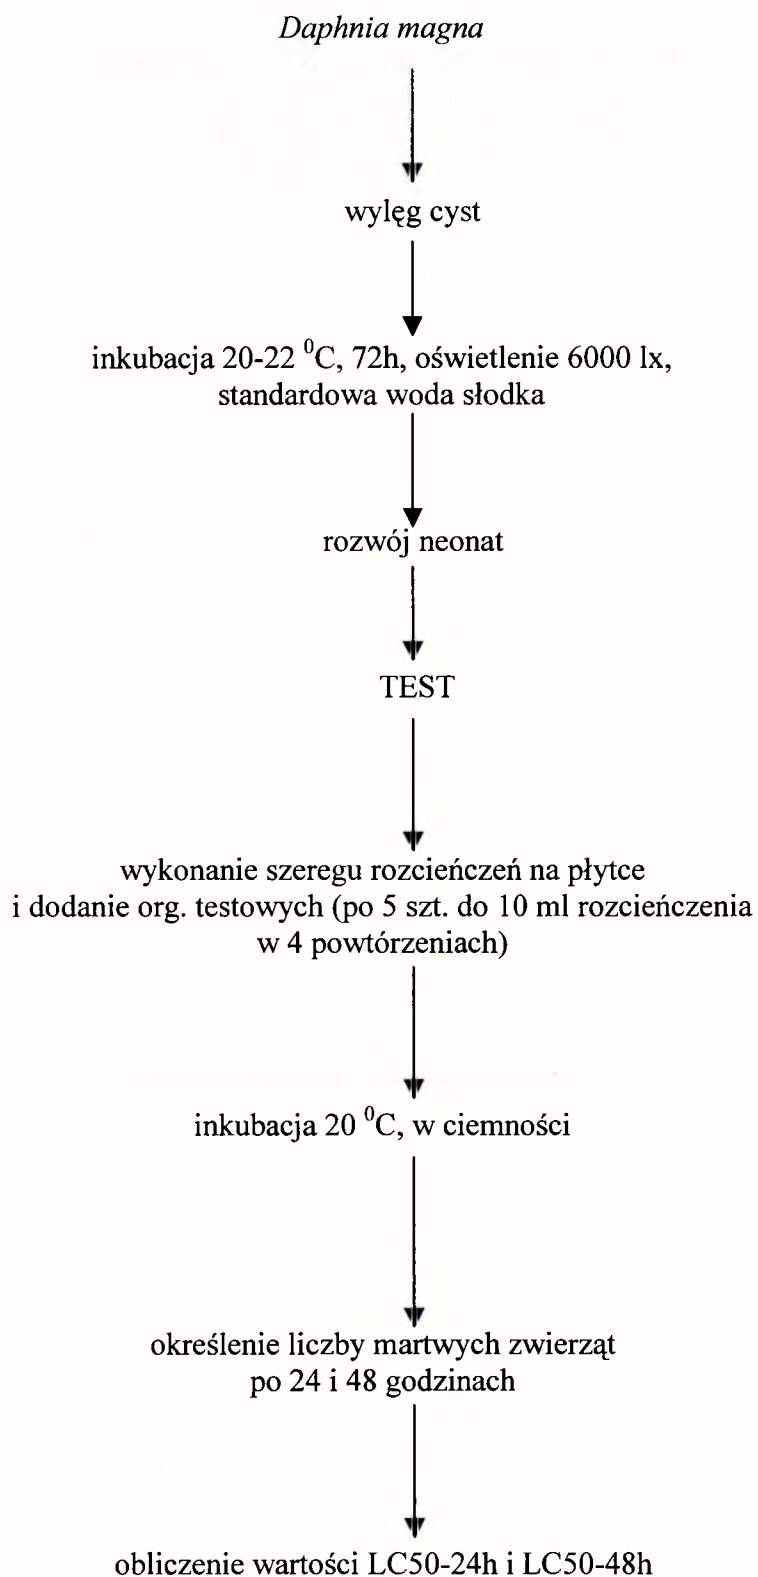 Daphnia magna
wylęg cyst
inkubacja 20-22 ⁰C, 72h, oświetlenie 6000 lx,
standardowa woda słodka
rozwój neonat
TEST
wykonanie szeregu rozcieńczeń na płytce
i dodanie org. testowych (po 5 szt. do 10 ml rozcieńczenia
w 4 powtórzeniach)
inkubacja 20 ⁰C, w ciemności
określenie liczby martwych zwierząt
po 24 i 48 godzinach
obliczenie wartości LC50-24h i LC50-48h